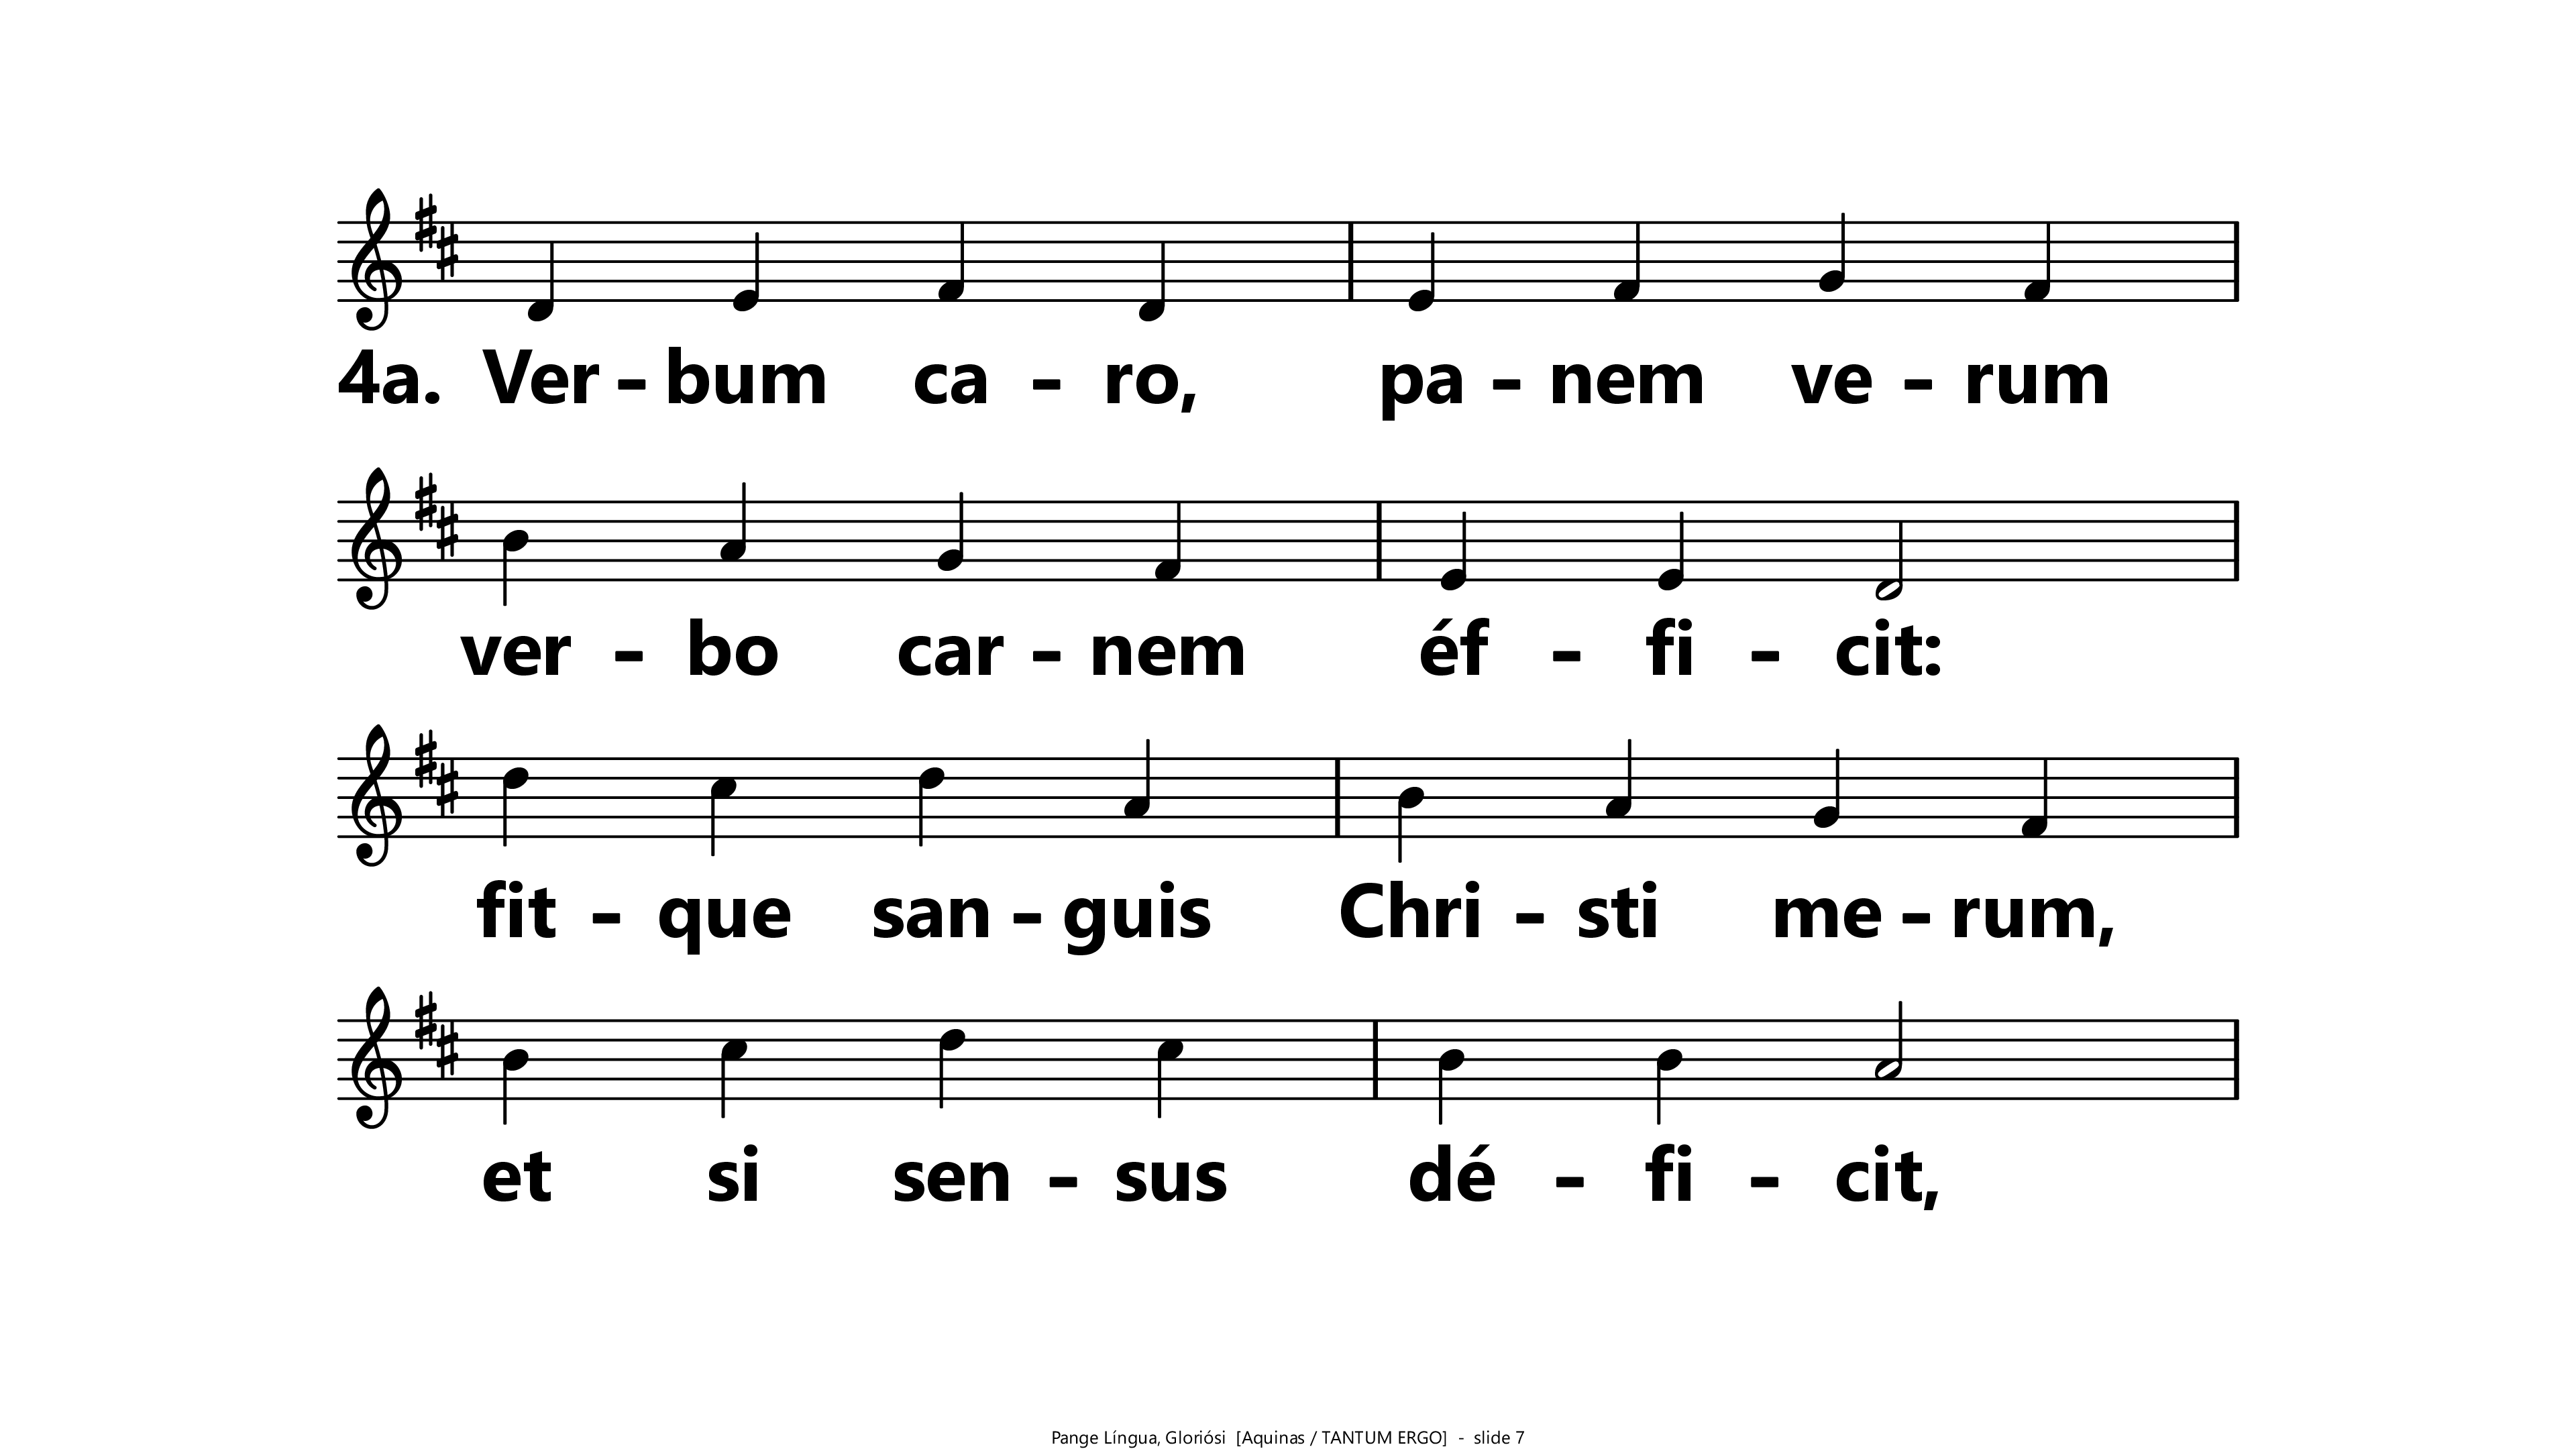 4a. Ver - bum ca - ro, pa - nem ve - rum
ver - bo car - nem éf - fi - cit:
fit - que san - guis Chri - sti me - rum,
et si sen - sus dé - fi - cit,
Pange Língua, Gloriósi [Aquinas / TANTUM ERGO] - slide 7